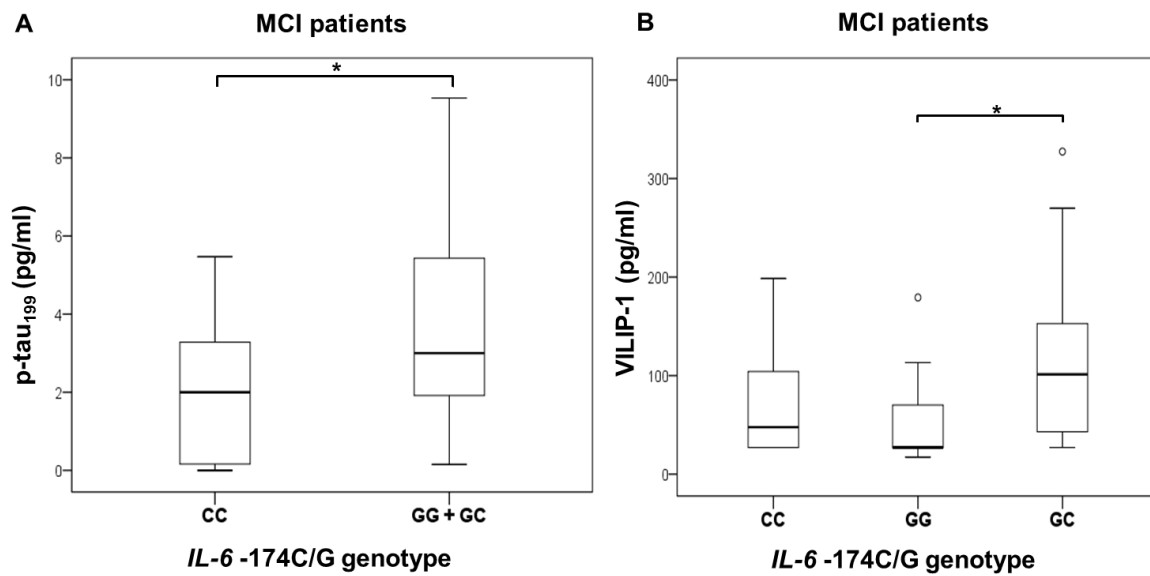 A
MCI patients
*
10
8
6
4
2
0
p-tau199 (pg/ml)
CC
GG + GC
IL-6 -174C/G genotype
B
MCI patients
*
400
300
200
100
0
VILIP-1 (pg/ml)
CC
GG
GC
IL-6 -174C/G genotype